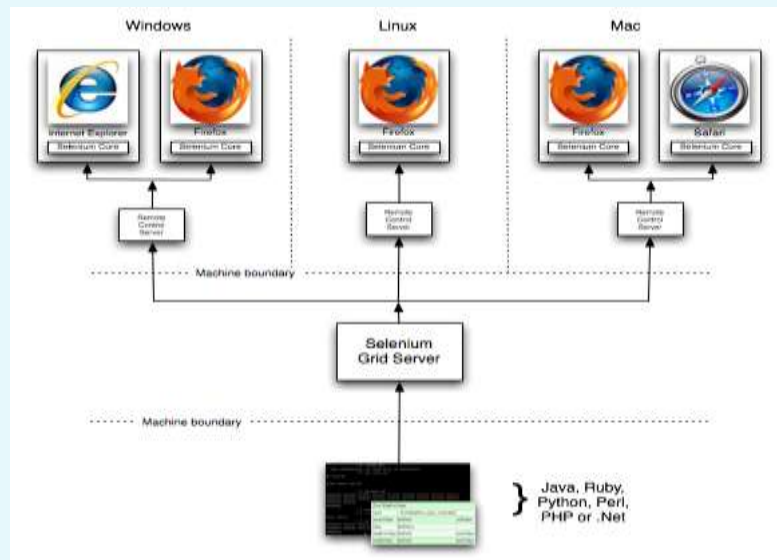 Windows
Linux
Mac
Internet Explorer
Selenium Core
Firefox
Selenium Core
Firefox
Selenium Core
Firefox
Selenium Core
Safari
Selenium Core
Remote
Control
Server
Remote
Control
Server
Remote
Control
Server
Machine boundary
Selenium
Grid Server
Machine boundary
Java, Ruby,
Python, Perl,
PHP or .Net